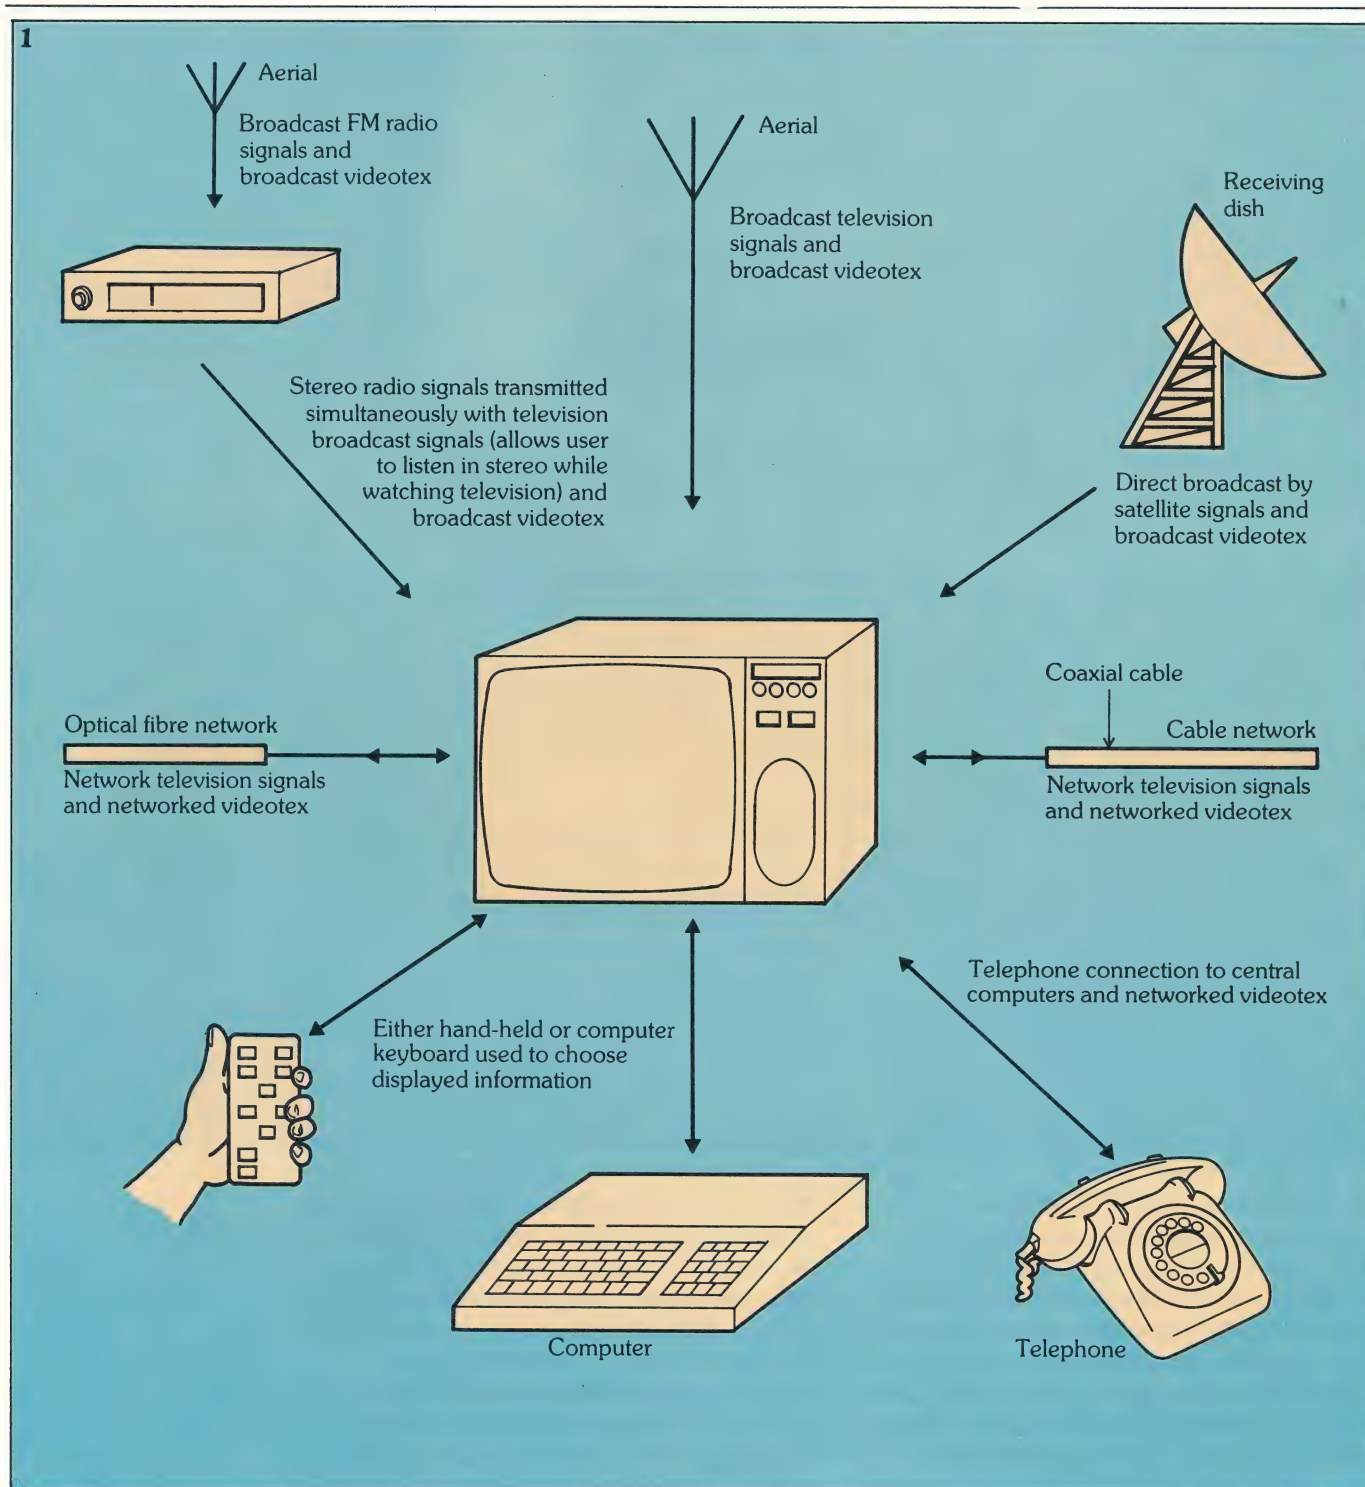 1
Aerial
Broadcast FM radio
signals and
broadcast videotex
Aerial
Broadcast television
signals and
broadcast videotex
Receiving
dish
Stereo radio signals transmitted
simultaneously with television
broadcast signals (allows user
to listen in stereo while
watching television) and
broadcast videotex
Direct broadcast by
satellite signals and
broadcast videotex
Optical fibre network
Network television signals
and networked videotex
Coaxial cable
Cable network
Network television signals
and networked videotex
Either hand-held or computer
keyboard used to choose
displayed information
Telephone connection to central
computers and networked videotex
Computer
Telephone